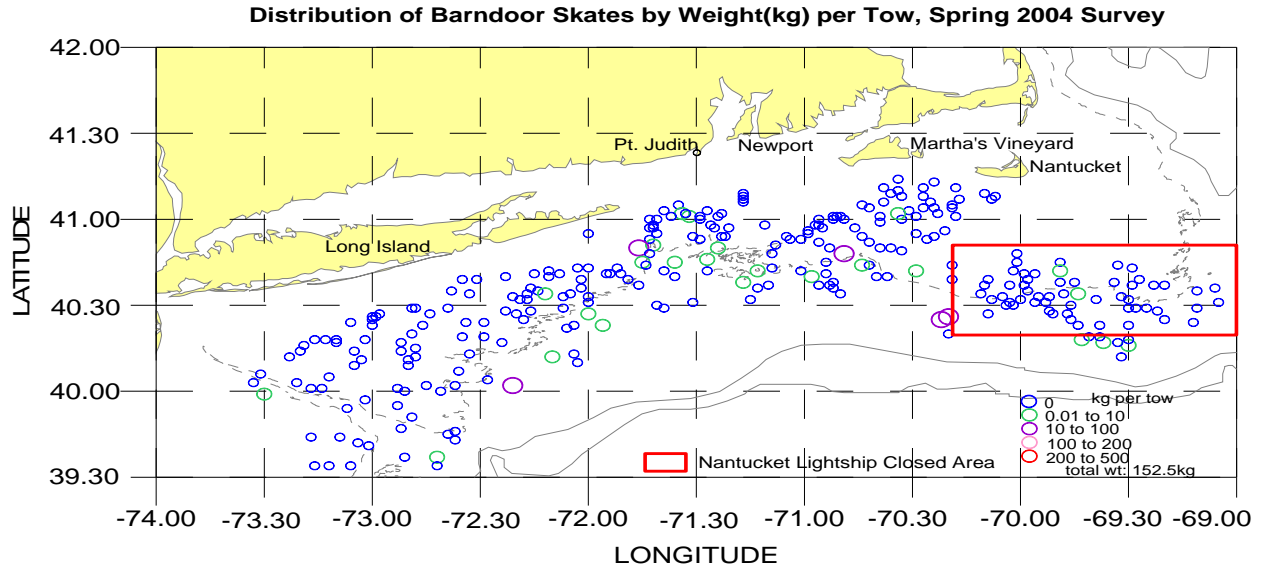 Distribution of Barndoor Skates by Weight(kg) per Tow, Spring 2004 Survey
42.00
41.30
41.00
40.30
40.00
39.30
LATITUDE
Pt. Judith
Newport
Martha's Vineyard
Nantucket
Long Island
kg per tow
0
0.01 to 10
10 to 100
100 to 200
200 to 500
total wt: 152.5kg
Nantucket Lightship Closed Area
-74.00 -73.30 -73.00 -72.30 -72.00 -71.30 -71.00 -70.30 -70.00 -69.30 -69.00
LONGITUDE